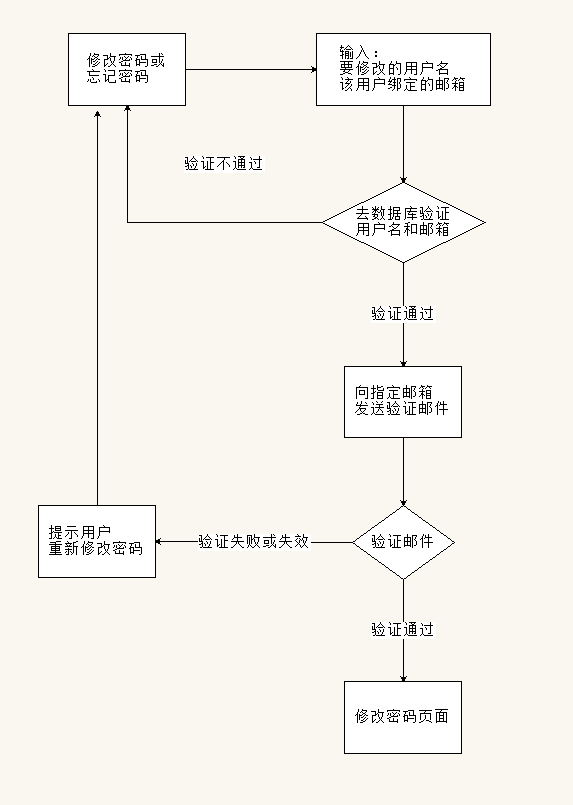 修改密码或
忘记密码
输入：
要修改的用户名
该用户绑定的邮箱
验证不通过
去数据库验证
用户名和邮箱
验证通过
向指定邮箱
发送验证邮件
提示用户
重新修改密码
验证失败或失效
验证邮件
验证通过
修改密码页面